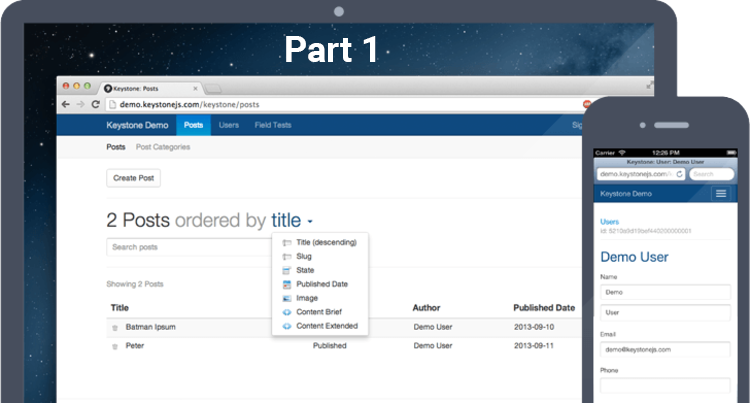 Part 1
Keystone: Posts
demo.keystonejs.com/keystone/posts
Keystone Demo Posts Users Field Tests
Posts Post Categories
Create Post
2 Posts ordered by title
Search posts
Title (descending)
Slug
State
Published Date
Image
Content Brief
Content Extended
Showing 2 Posts
Title Author Published Date
Batman Ipsum Demo User 2013-09-10
Peter Published Demo User 2013-09-11
Carrier 12:26 PM
Keystone: User: Demo User
demo.keystonejs.com/ Search
Keystone Demo
Users
Demo User
Name
Demo
User
Email
demo@keystonejs.com
Phone